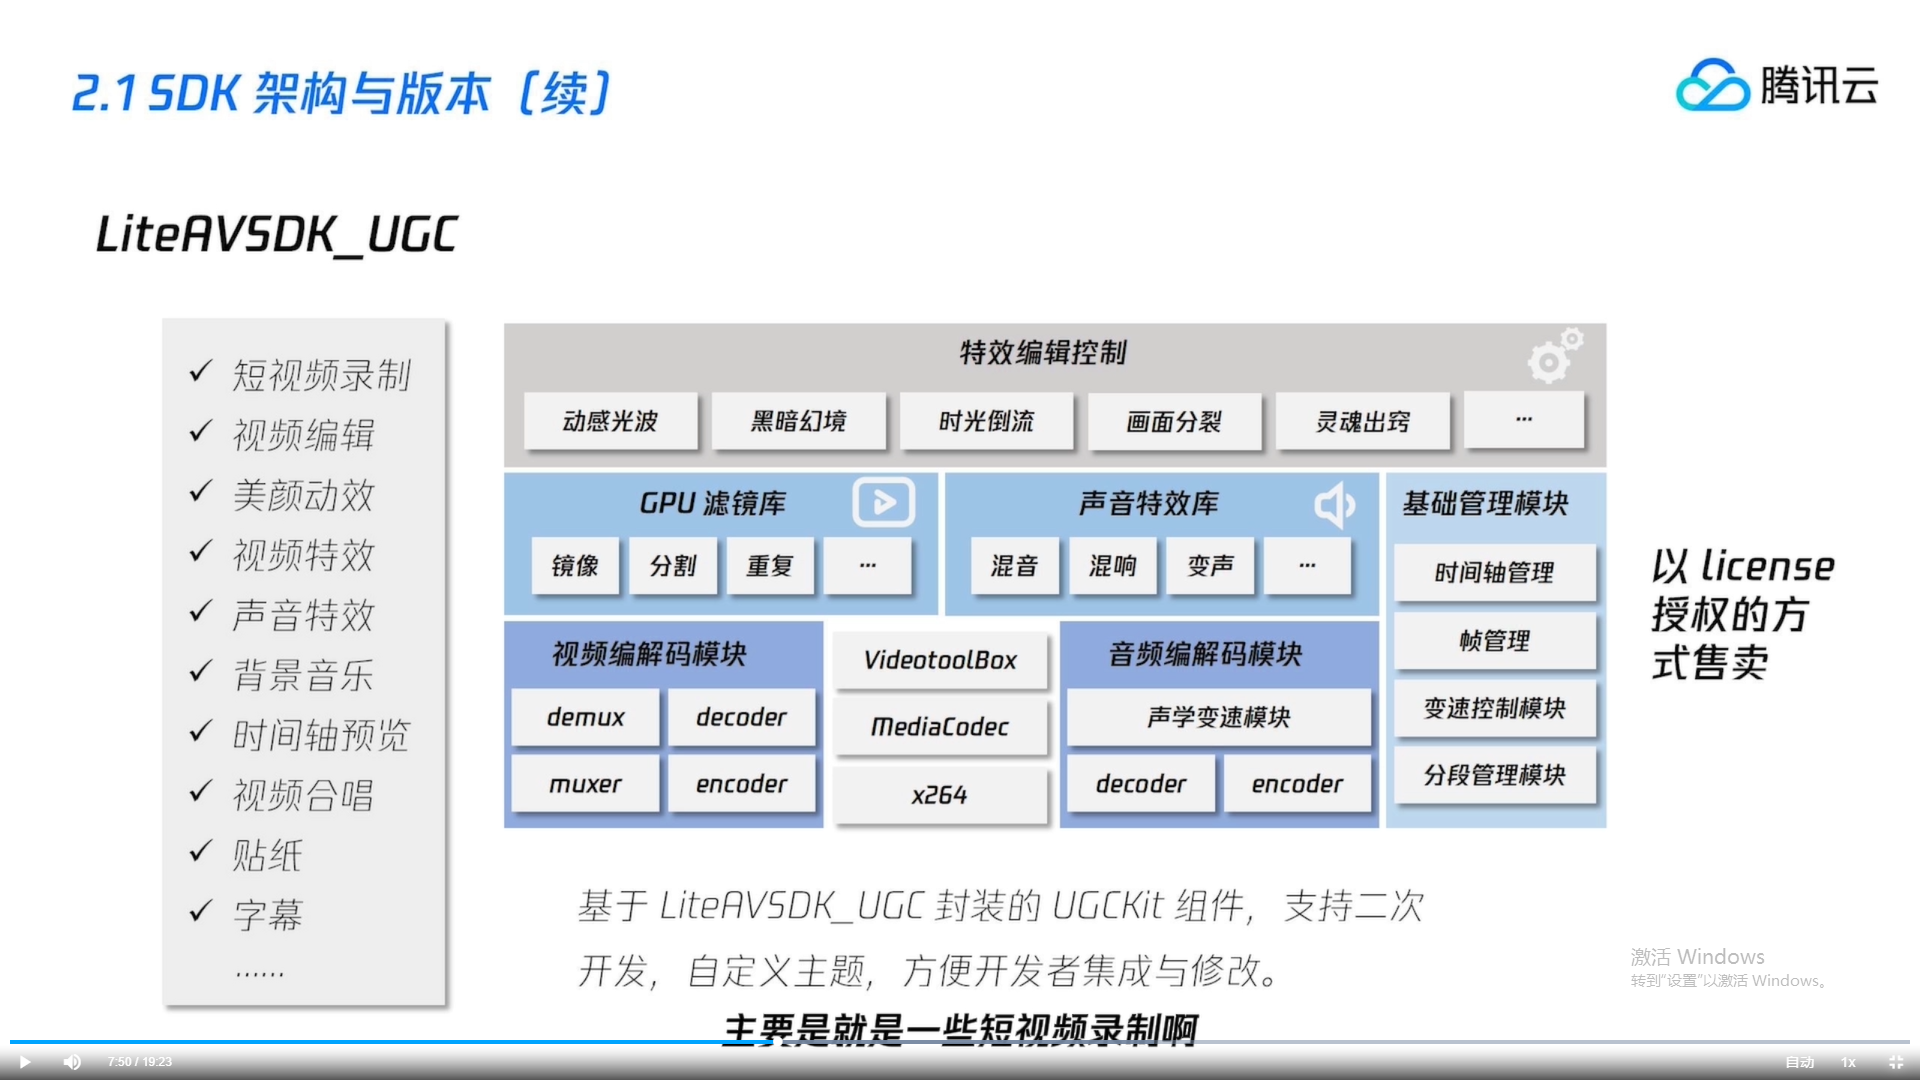 2.1 SDK 架构与版本（续）
腾讯云
LiteAVSDK_UGC
✓ 短视频录制
✓ 视频编辑
✓ 美颜动效
✓ 视频特效
✓ 声音特效
✓ 背景音乐
✓ 时间轴预览
✓ 视频合唱
✓ 贴纸
✓ 字幕
......
特效编辑控制
动感光波 黑暗幻境 时光倒流 画面分裂 灵魂出窍 ...
GPU 滤镜库
镜像 分割 重复 ...
声音特效库
混音 混响 变声 ...
基础管理模块
时间轴管理
帧管理
变速控制模块
分段管理模块
视频编解码模块
demux decoder
muxer encoder
VideotoolBox
MediaCodec
x264
音频编解码模块
声学变速模块
decoder encoder
以 license
授权的方
式售卖
基于 LiteAVSDK_UGC 封装的 UGCKit 组件，支持二次
开发，自定义主题，方便开发者集成与修改。
激活 Windows
转到“设置”以激活 Windows。
主要是就是一些短视频录制啊
7:50 / 19:23
自动 1x